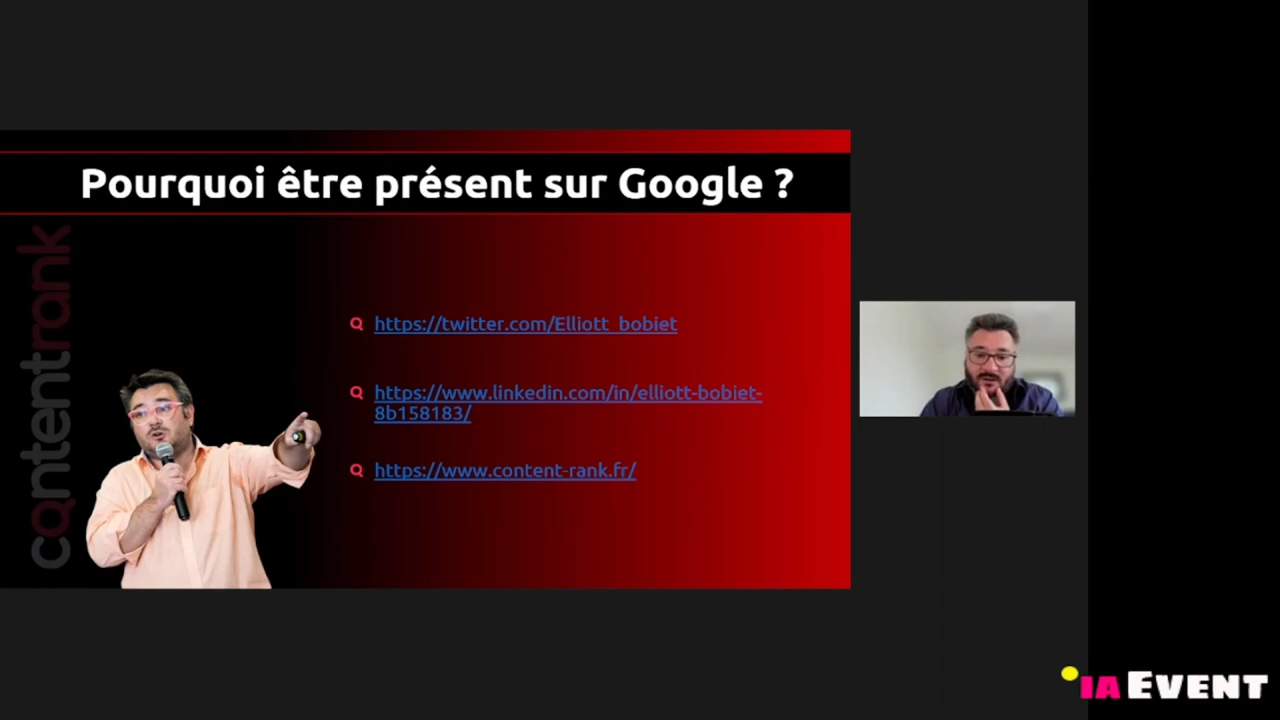 Pourquoi être présent sur Google ?
contentrank
https://twitter.com/Elliott_bobiet
https://www.linkedin.com/in/elliott-bobiet-
8b158183/
https://www.content-rank.fr/
IA EVENT